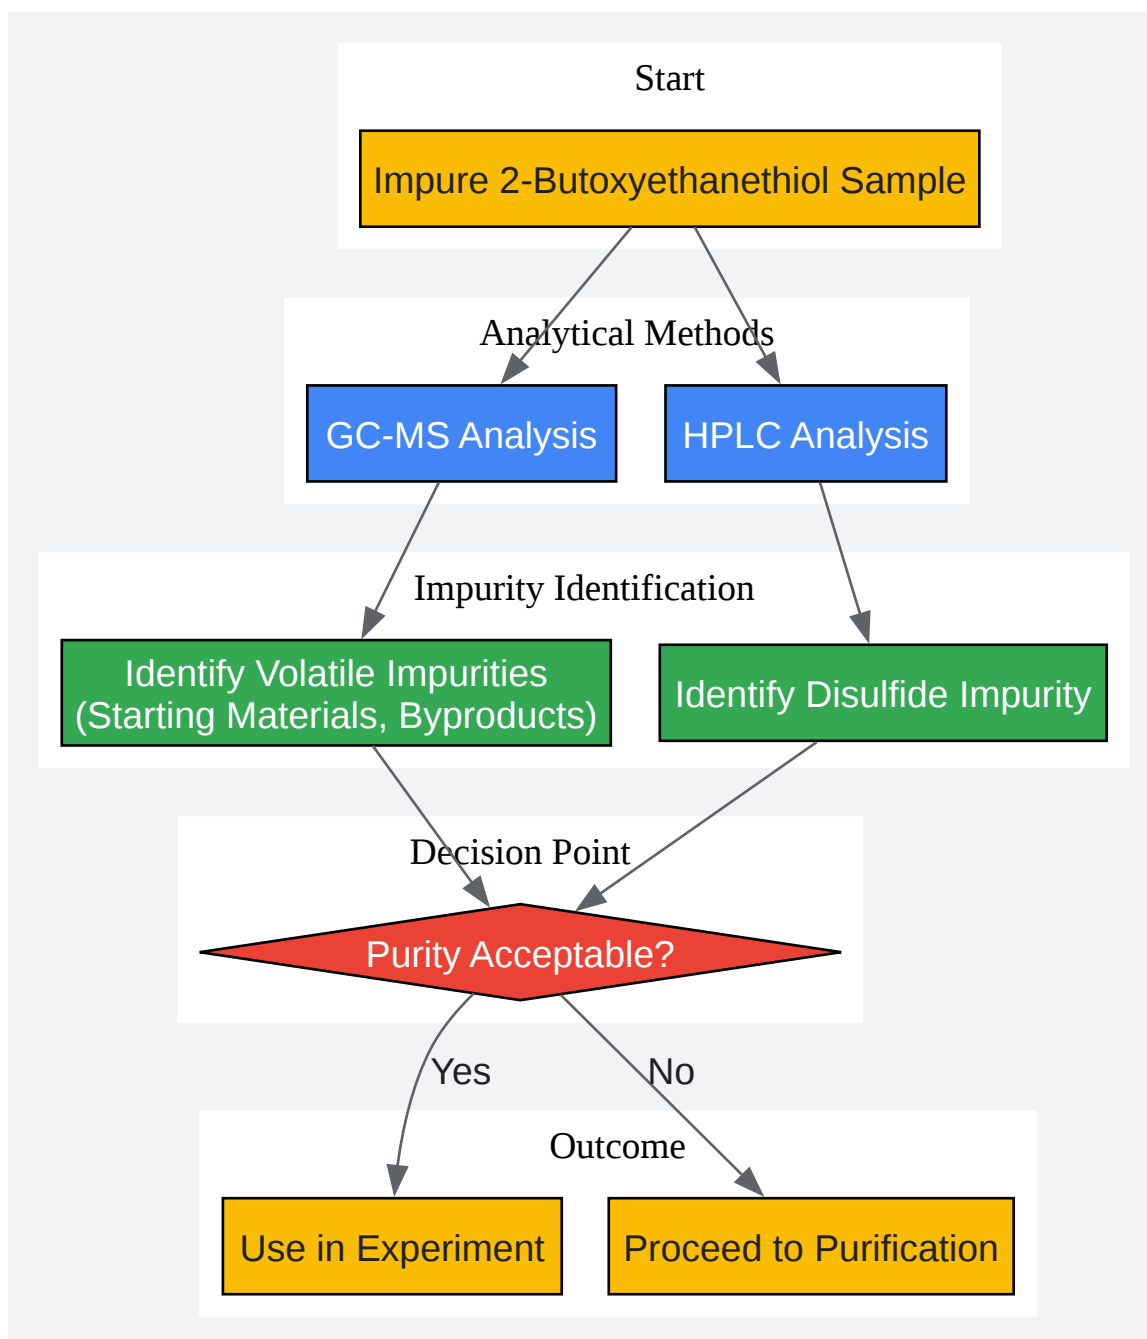 Start
Impure 2-Butoxyethanethiol Sample
Analytical Methods
GC-MS Analysis
HPLC Analysis
Impurity Identification
Identify Volatile Impurities
(Starting Materials, Byproducts)
Identify Disulfide Impurity
Decision Point
Purity Acceptable?
Yes
No
Outcome
Use in Experiment
Proceed to Purification